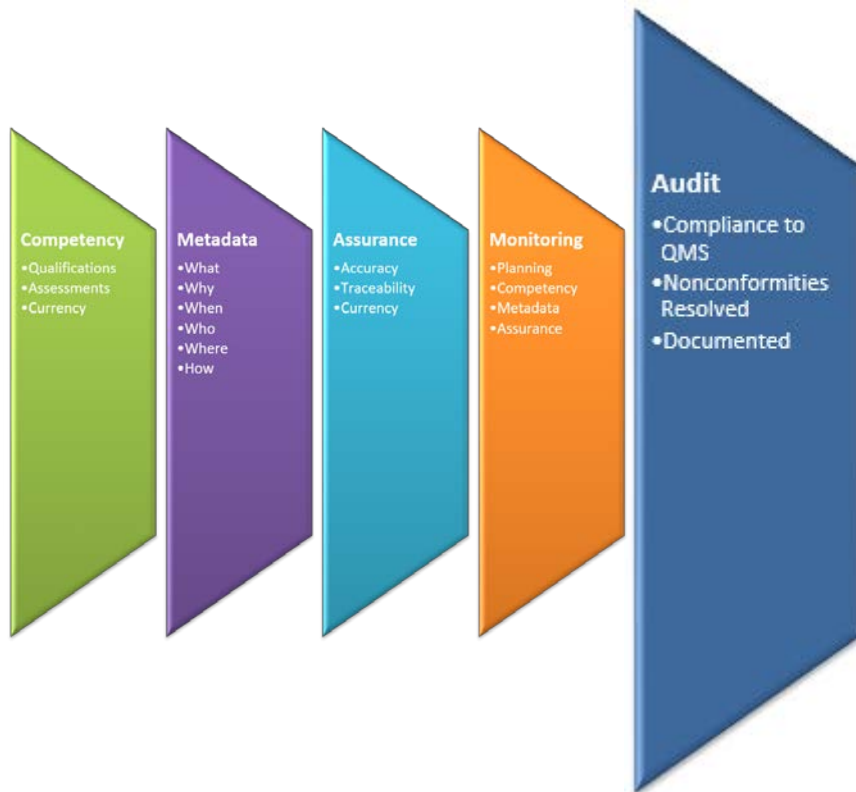 Competency
•Qualifications
•Assessments
•Currency
Metadata
•What
•Why
•When
•Who
•Where
•How
Assurance
•Accuracy
•Traceability
•Currency
Monitoring
•Planning
•Competency
•Metadata
•Assurance
Audit
•Compliance to
QMS
•Nonconformities
Resolved
•Documented